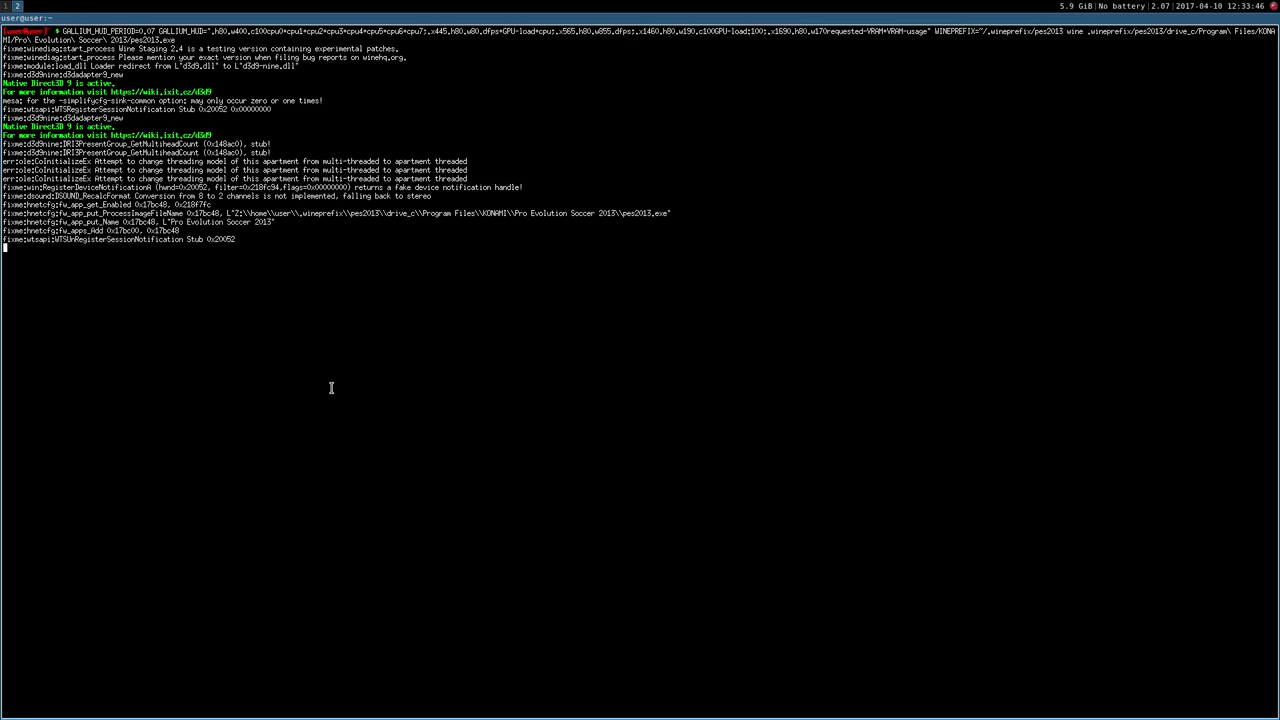 1 2 5.9 GiB|No battery|2.07|2017-04-10 12:33:46
user@user:~
[user@user] $ GALLIUM_HUD_PERIOD=0.07 GALLIUM_HUD=".h80.w400.c100cpu0+cpu1+cpu2+cpu3+cpu4+cpu5+cpu6+cpu7;.x445.h80.w80.dfps+GPU-load+cpu;.x565.h80.w855.dfps;.x1460.h80.w190.c100GPU-load;100;.x1690.h80.w170requested-VRAM+VRAM-usage" WINEPREFIX=~/.wineprefix/pes2013 wine .wineprefix/pes2013/drive_c/Program\ Files/KONA
MI/Pro\ Evolution\ Soccer\ 2013/pes2013.exe
fixme:winediag:start_process Wine Staging 2.4 is a testing version containing experimental patches.
fixme:winediag:start_process Please mention your exact version when filing bug reports on winehq.org.
fixme:module:load_dll Loader redirect from L"d3d9.dll" to L"d3d9-nine.dll"
fixme:d3d9nine:d3dadapter9_new
Native Direct3D 9 is active.
For more information visit https://wiki.ixit.cz/d3d9
mesa: for the -simplifycfg-sink-common option: may only occur zero or one times!
fixme:wtsapi:WTSRegisterSessionNotification Stub 0x20052 0x00000000
fixme:d3d9nine:d3dadapter9_new
Native Direct3D 9 is active.
For more information visit https://wiki.ixit.cz/d3d9
fixme:d3d9nine:DRI3PresentGroup_GetMultiheadCount (0x148ac0), stub!
fixme:d3d9nine:DRI3PresentGroup_GetMultiheadCount (0x148ac0), stub!
err:ole:CoInitializeEx Attempt to change threading model of this apartment from multi-threaded to apartment threaded
err:ole:CoInitializeEx Attempt to change threading model of this apartment from multi-threaded to apartment threaded
err:ole:CoInitializeEx Attempt to change threading model of this apartment from multi-threaded to apartment threaded
fixme:win:RegisterDeviceNotificationA (hwnd=0x20052, filter=0x218fc94,flags=0x00000000) returns a fake device notification handle!
fixme:dsound:DSOUND_RecalcFormat Conversion from 8 to 2 channels is not implemented, falling back to stereo
fixme:hnetcfg:fw_app_get_Enabled 0x17bc48, 0x218f7fc
fixme:hnetcfg:fw_app_put_ProcessImageFileName 0x17bc48, L"Z:\\home\\user\\.wineprefix\\pes2013\\drive_c\\Program Files\\KONAMI\\Pro Evolution Soccer 2013\\pes2013.exe"
fixme:hnetcfg:fw_app_put_Name 0x17bc48, L"Pro Evolution Soccer 2013"
fixme:hnetcfg:fw_apps_Add 0x17bc00, 0x17bc48
fixme:wtsapi:WTSUnRegisterSessionNotification Stub 0x20052